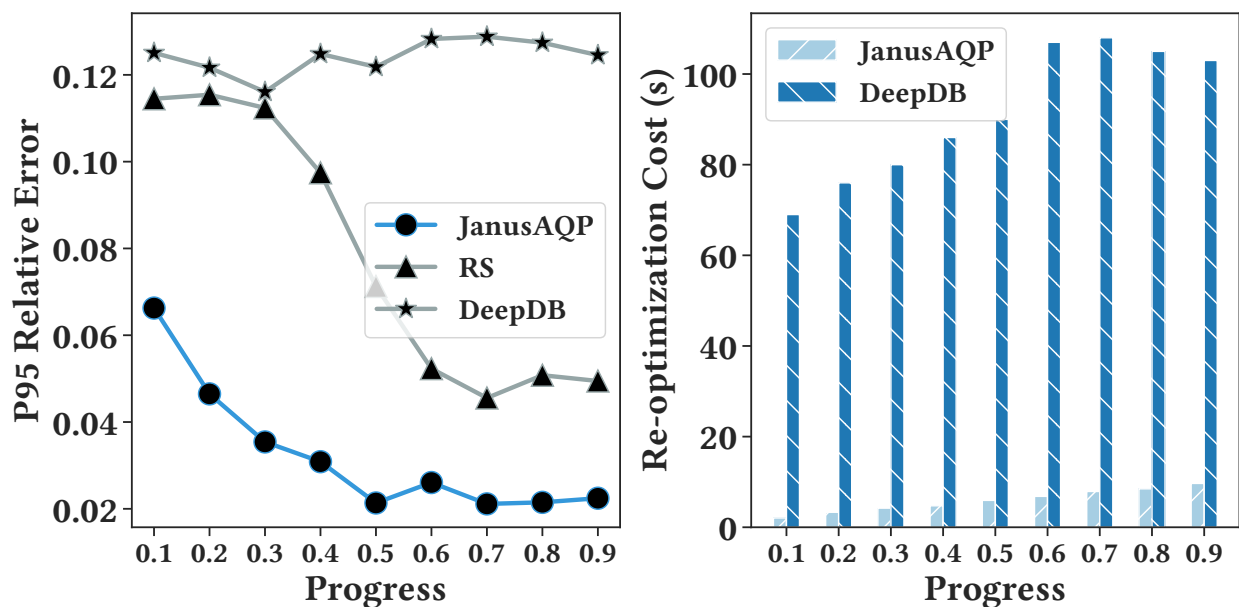 P95 Relative Error
0.12
0.10
0.08
0.06
0.04
0.02
JanusAQP
RS
DeepDB
0.1 0.2 0.3 0.4 0.5 0.6 0.7 0.8 0.9
Progress
Re-optimization Cost (s)
100
80
60
40
20
0
JanusAQP
DeepDB
0.1 0.2 0.3 0.4 0.5 0.6 0.7 0.8 0.9
Progress